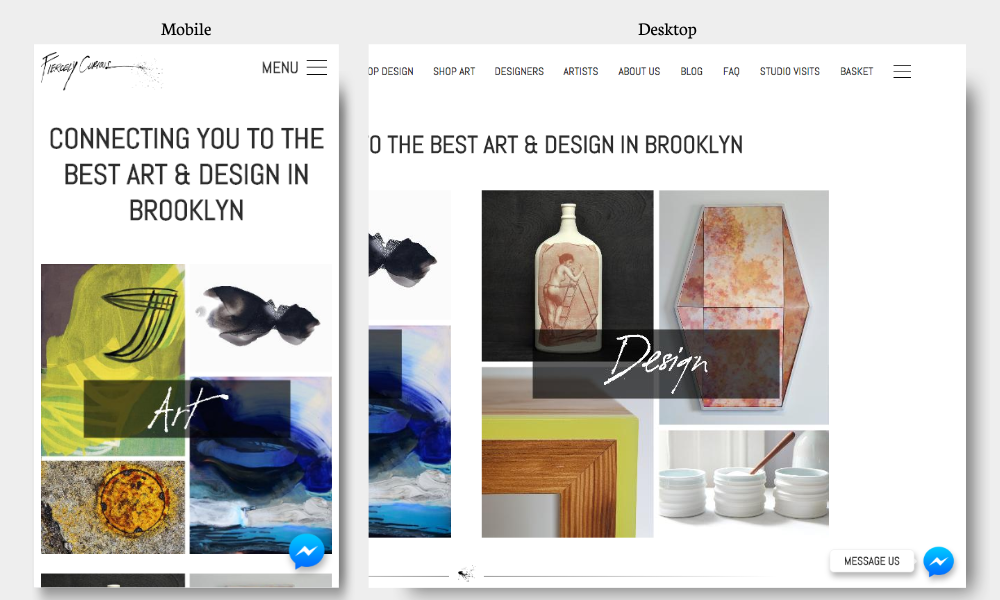 Mobile
Desktop
Fiercely Curious
MENU
CONNECTING YOU TO THE
BEST ART & DESIGN IN
BROOKLYN
Art
OP DESIGN SHOP ART DESIGNERS ARTISTS ABOUT US BLOG FAQ STUDIO VISITS BASKET
O THE BEST ART & DESIGN IN BROOKLYN
Design
MESSAGE US